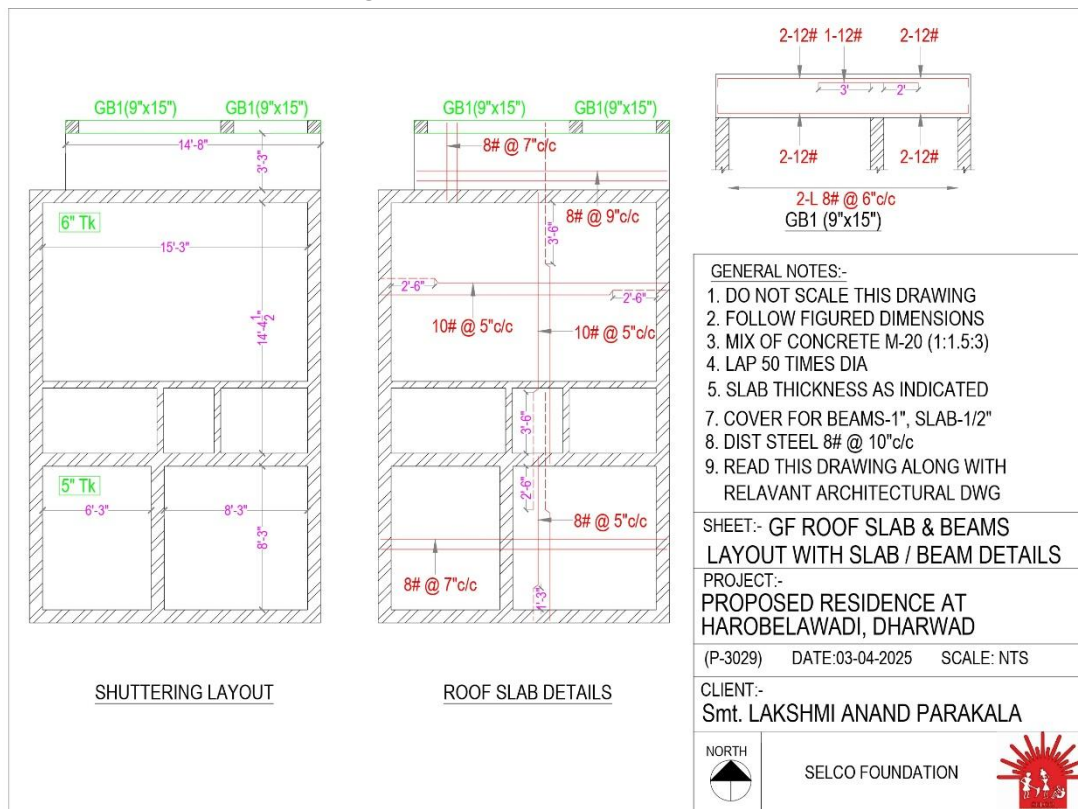 GB1(9"x15")
GB1(9"x15")
14'-8"
3'-3"
6" Tk
15'-3"
14'-4 1/2"
5" Tk
6'-3"
8'-3"
8'-3"
SHUTTERING LAYOUT
GB1(9"x15")
GB1(9"x15")
8# @ 7"c/c
8# @ 9"c/c
3'-6"
2'-6"
2'-6"
10# @ 5"c/c
10# @ 5"c/c
3'-6"
2'-6"
8# @ 5"c/c
8# @ 7"c/c
1'-3"
ROOF SLAB DETAILS
2-12# 1-12# 2-12#
3' 2'
2-12# 2-12#
2-L 8# @ 6"c/c
GB1 (9"x15")
GENERAL NOTES:-
1. DO NOT SCALE THIS DRAWING
2. FOLLOW FIGURED DIMENSIONS
3. MIX OF CONCRETE M-20 (1:1.5:3)
4. LAP 50 TIMES DIA
5. SLAB THICKNESS AS INDICATED
7. COVER FOR BEAMS-1", SLAB-1/2"
8. DIST STEEL 8# @ 10"c/c
9. READ THIS DRAWING ALONG WITH
RELAVANT ARCHITECTURAL DWG
SHEET:- GF ROOF SLAB & BEAMS
LAYOUT WITH SLAB / BEAM DETAILS
PROJECT:-
PROPOSED RESIDENCE AT
HAROBELAWADI, DHARWAD
(P-3029) DATE:03-04-2025 SCALE: NTS
CLIENT:-
Smt. LAKSHMI ANAND PARAKALA
NORTH
SELCO FOUNDATION